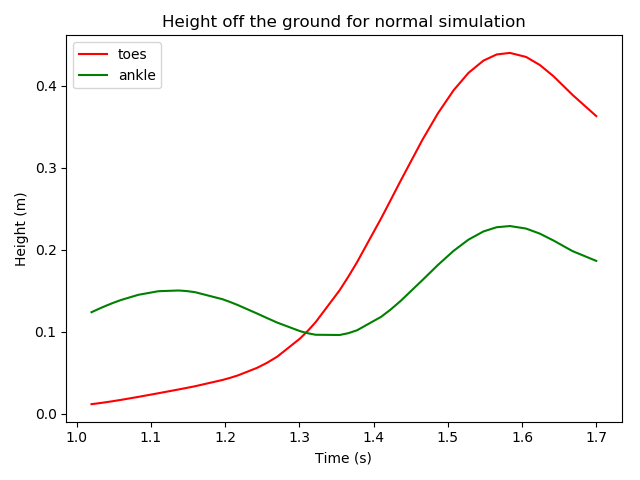 Height off the ground for normal simulation
toes
ankle
Height (m)
0.4
0.3
0.2
0.1
0.0
1.0 1.1 1.2 1.3 1.4 1.5 1.6 1.7
Time (s)